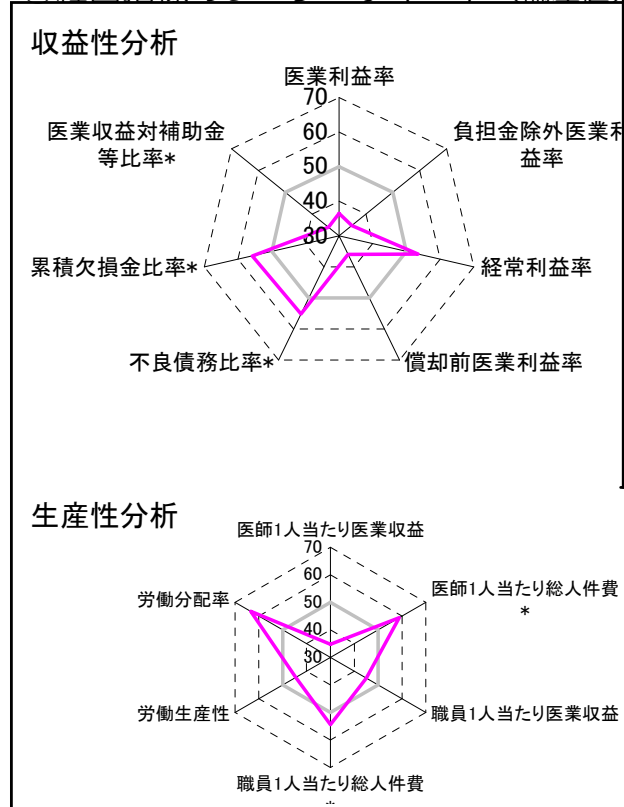 収益性分析
医業利益率
70
60
50
40
30
負担金除外医業利
益率
経常利益率
償却前医業利益率
不良債務比率*
累積欠損金比率*
医業収益対補助金
等比率*
生産性分析
医師1人当たり医業収益
70
60
50
40
30
医師1人当たり総人件費
*
職員1人当たり医業収益
職員1人当たり総人件費
*
労働生産性
労働分配率